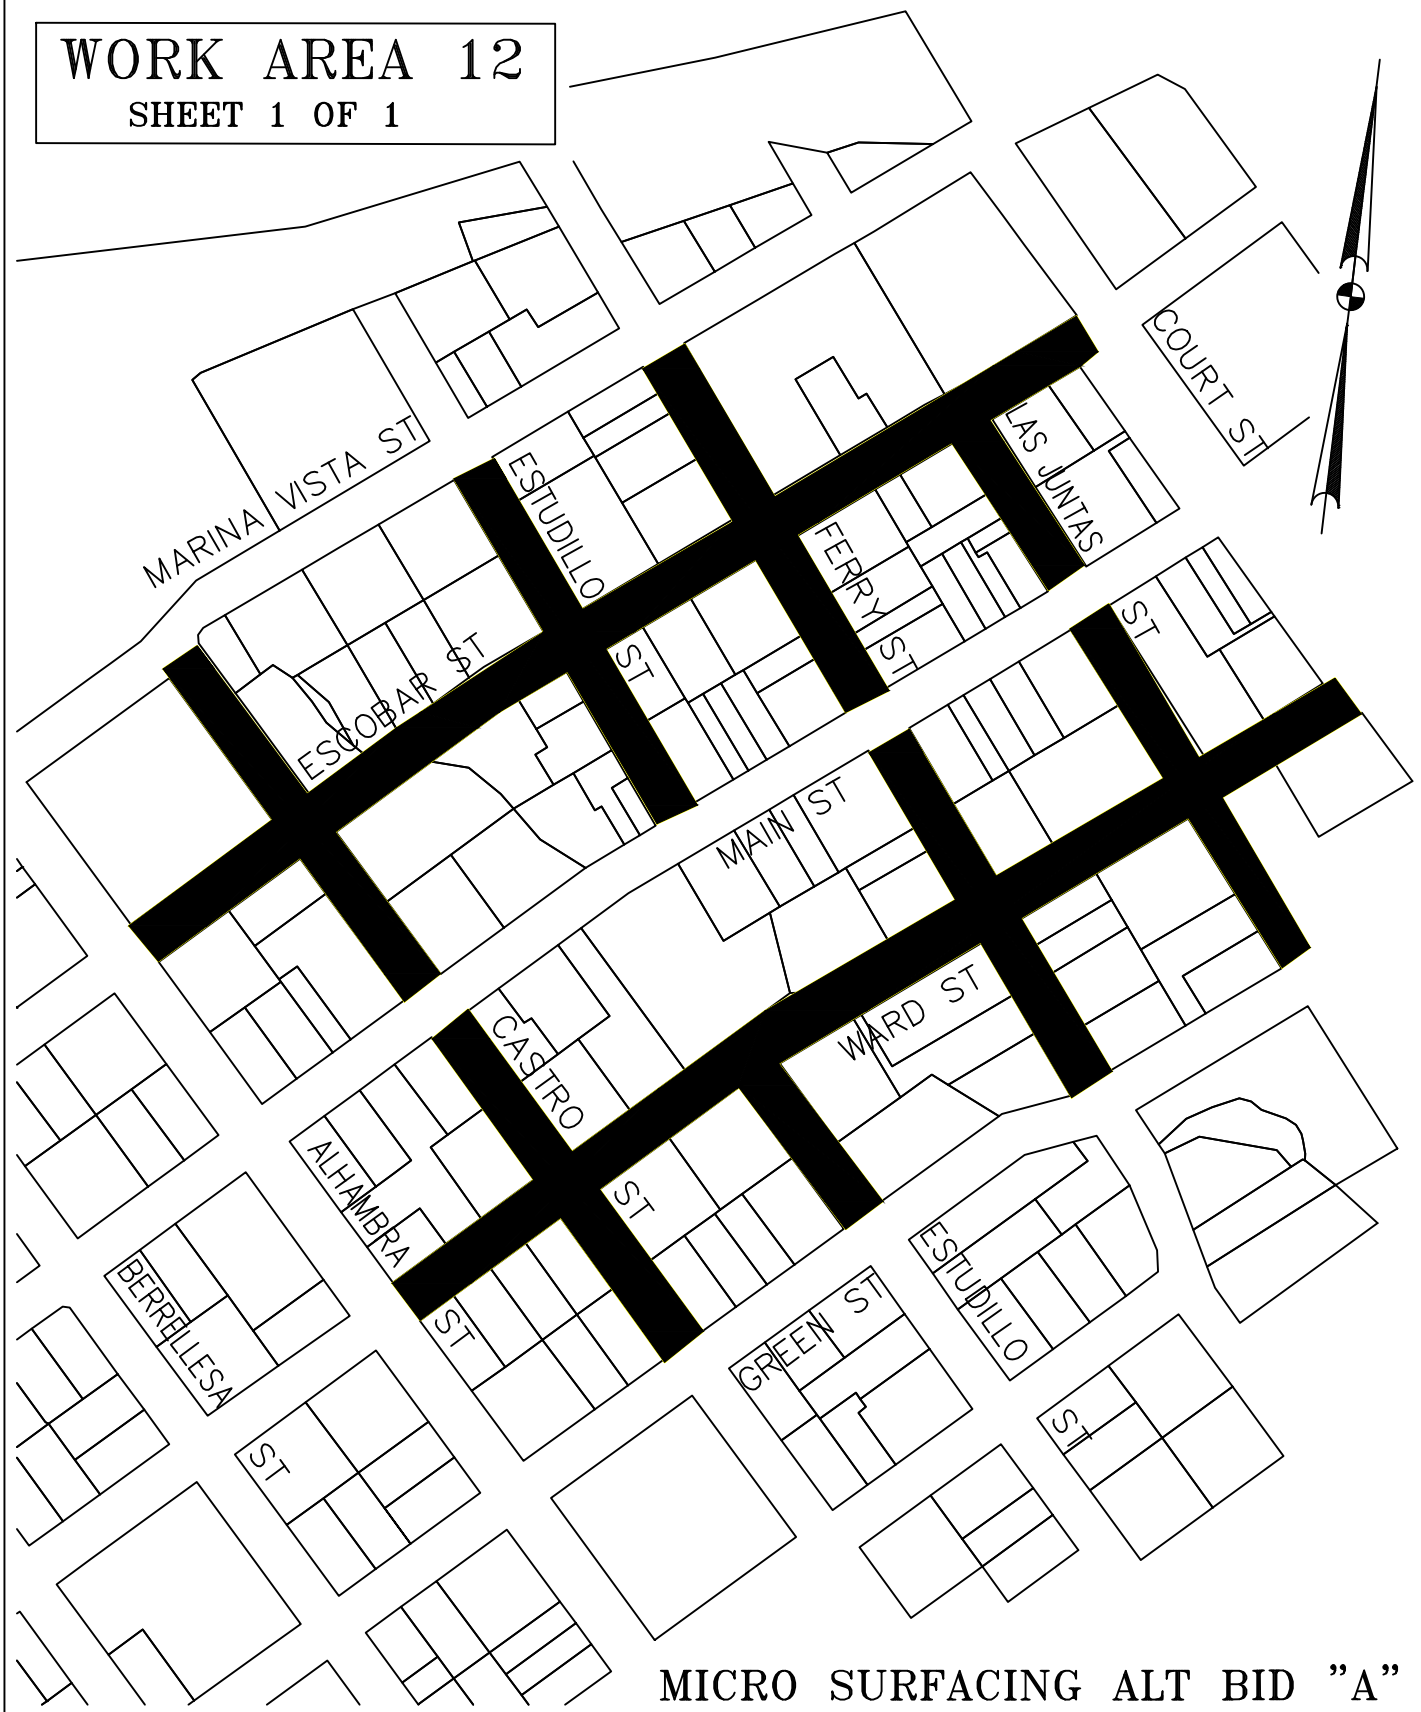 WORK AREA 12
SHEET 1 OF 1
COURT ST
MARINA VISTA ST
ESTUDILLO
LAS JUNTAS
FERRY ST
ESCOBAR ST
ST
ST
MAIN ST
WARD ST
CASTRO
ALHAMBRA
ST
ST
ESTUDILLO
BERRELLESA
GREEN ST
ST
ST
MICRO SURFACING ALT BID "A"